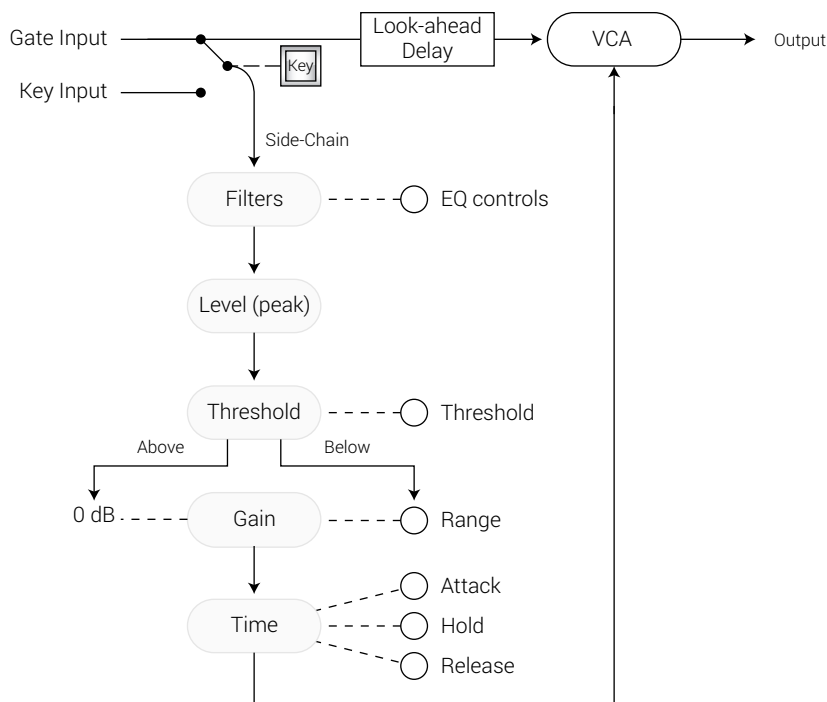 Gate Input
Look-ahead
Delay
VCA
Output
Key
Key Input
Side-Chain
Filters
EQ controls
Level (peak)
Threshold
Threshold
Above
Below
0 dB
Gain
Range
Attack
Time
Hold
Release